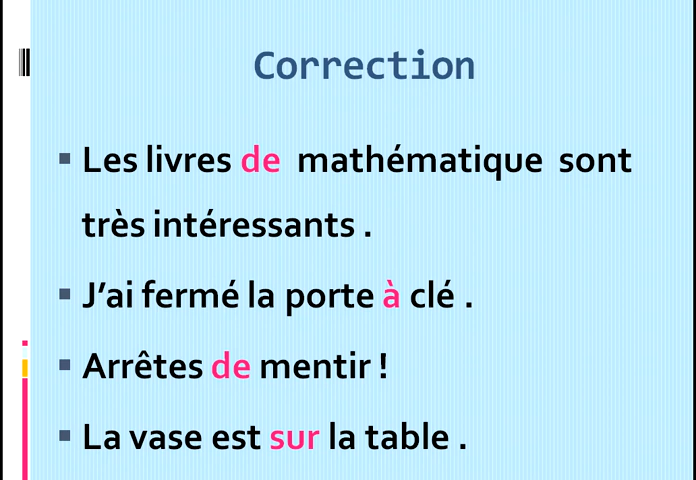 Correction
Les livres de mathématique sont
très intéressants .
J’ai fermé la porte à clé .
Arrêtes de mentir !
La vase est sur la table .